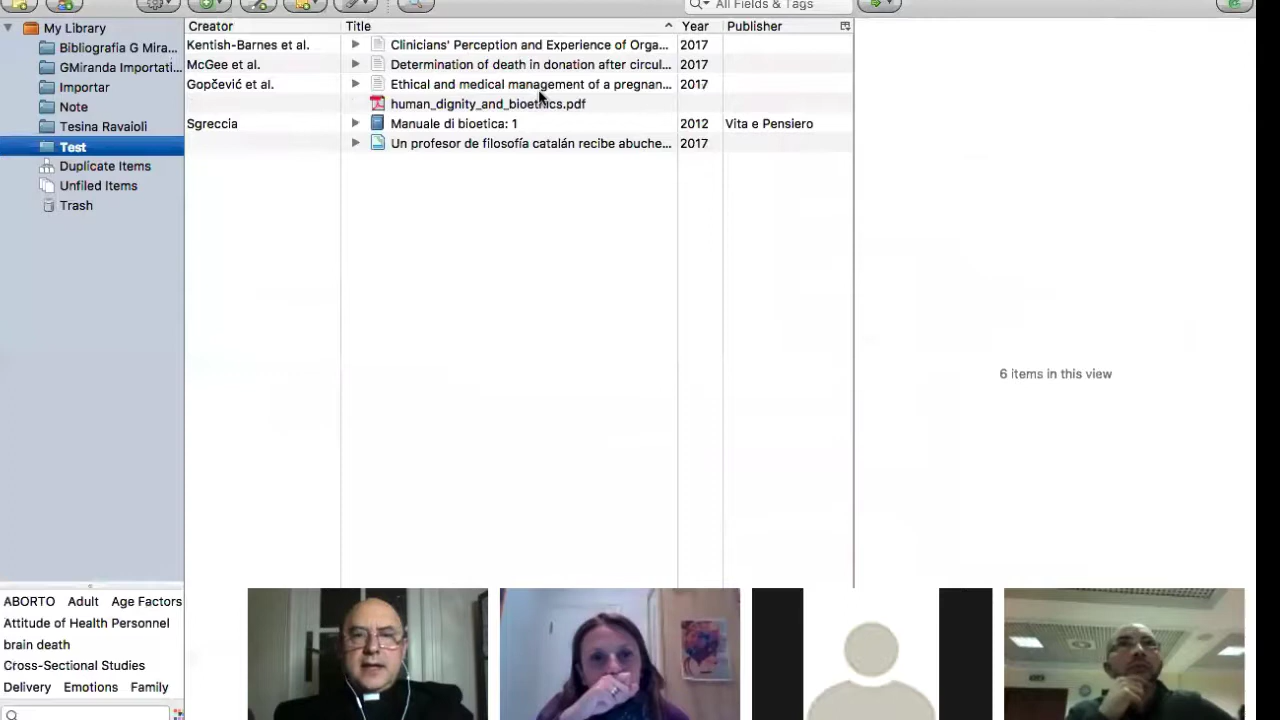 All Fields & Tags
My Library
Bibliografia G Mira...
GMiranda Importati...
Importar
Note
Tesina Ravaioli
Test
Duplicate Items
Unfiled Items
Trash
Creator Title Year Publisher
Kentish-Barnes et al. Clinicians' Perception and Experience of Orga... 2017
McGee et al. Determination of death in donation after circul... 2017
Gopčević et al. Ethical and medical management of a pregnan... 2017
human_dignity_and_bioethics.pdf
Sgreccia Manuale di bioetica: 1 2012 Vita e Pensiero
Un profesor de filosofía catalán recibe abuche... 2017
6 items in this view
ABORTO Adult Age Factors
Attitude of Health Personnel
brain death
Cross-Sectional Studies
Delivery Emotions Family